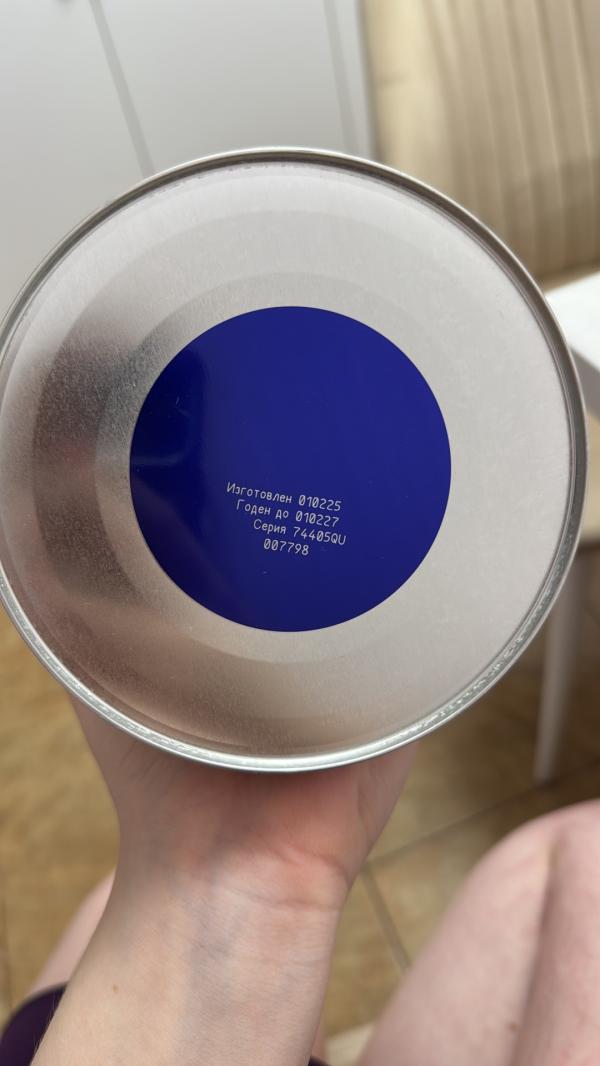 Изготовлен 010225
Годен до 010227
Серия 74405QU
007798